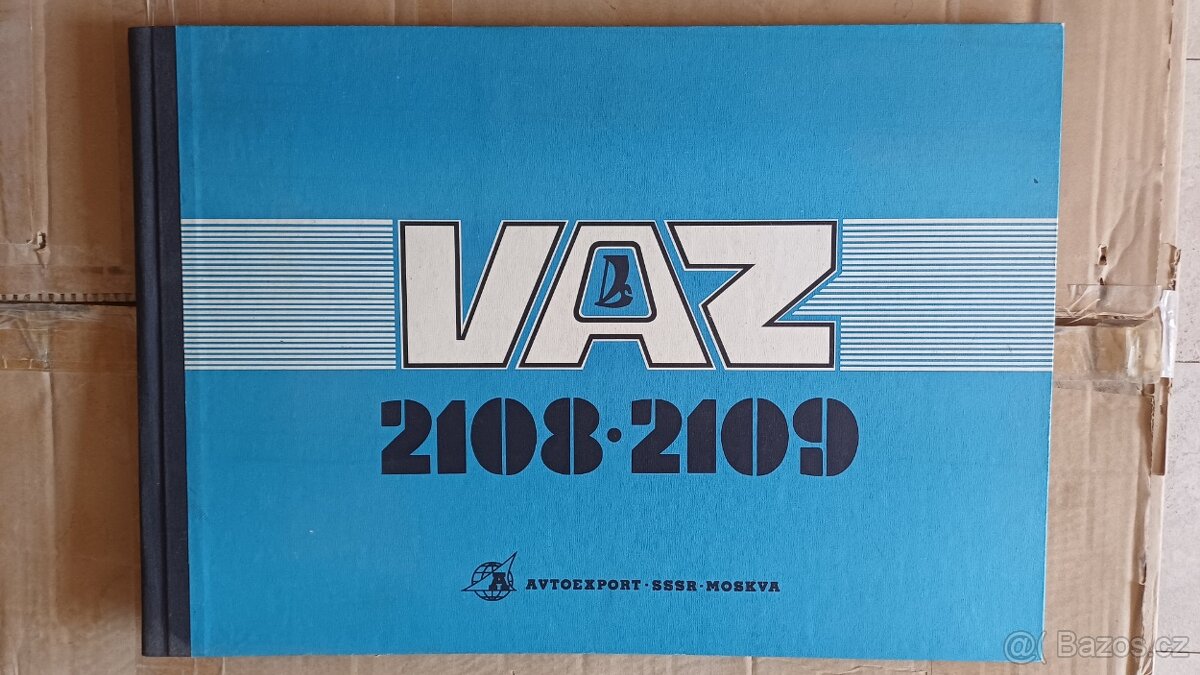 VAZ
2108·2109
A AVTOEXPORT·SSSR·MOSKVA
@( Bazos.cz